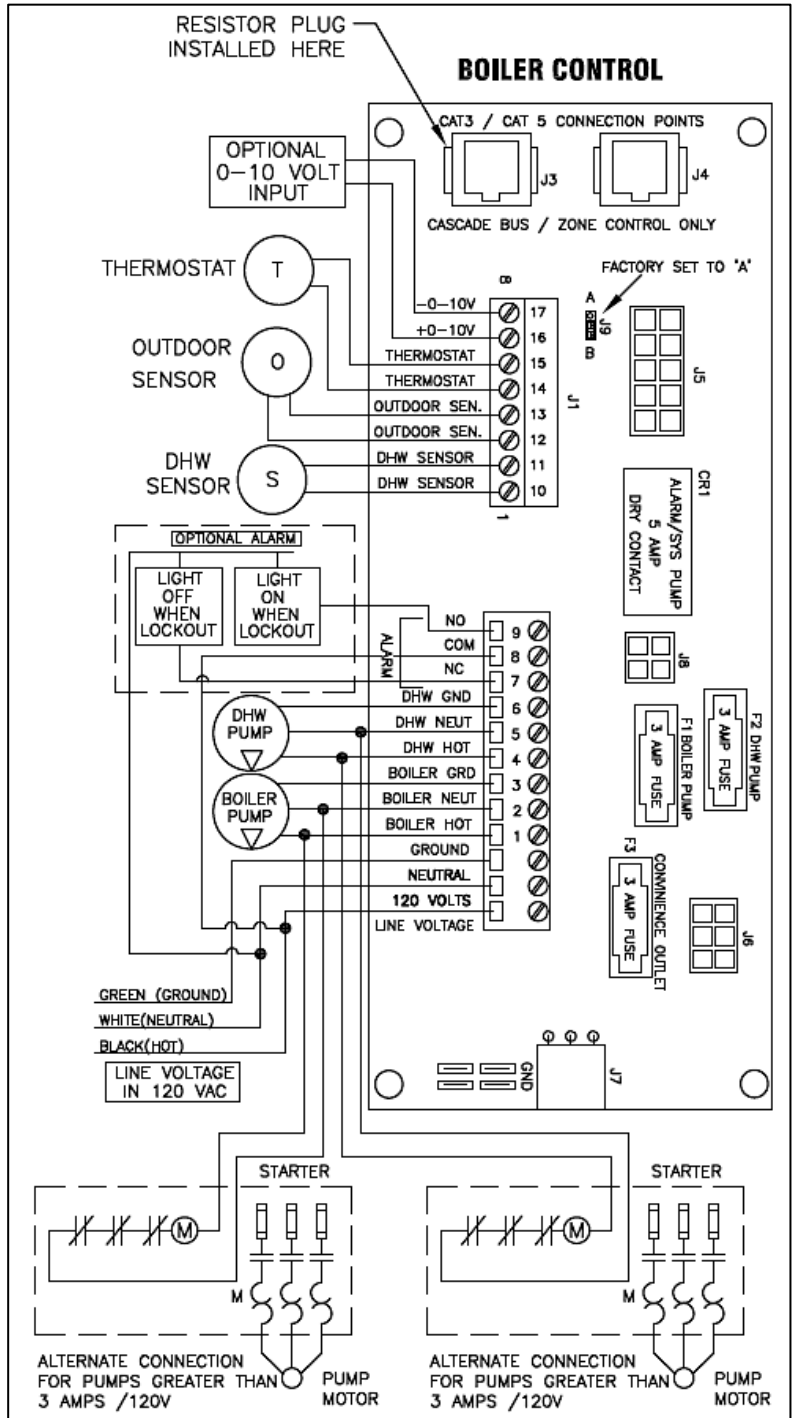 RESISTOR PLUG
INSTALLED HERE
BOILER CONTROL
CAT3 / CAT 5 CONNECTION POINTS
J3
J4
CASCADE BUS / ZONE CONTROL ONLY
OPTIONAL
0-10 VOLT
INPUT
THERMOSTAT
T
OUTDOOR
SENSOR
O
DHW
SENSOR
S
FACTORY SET TO "A"
A
J9
B
8
-0-10V 17
+0-10V 16
THERMOSTAT 15
THERMOSTAT 14
OUTDOOR SEN. 13
OUTDOOR SEN. 12
DHW SENSOR 11
DHW SENSOR 10
J1
1
J5
CR1
ALARM/SYS PUMP
5 AMP
DRY CONTACT
OPTIONAL ALARM
LIGHT
OFF
WHEN
LOCKOUT
LIGHT
ON
WHEN
LOCKOUT
ALARM
NO 9
COM 8
NC 7
DHW GND 6
DHW NEUT 5
DHW HOT 4
BOILER GRD 3
BOILER NEUT 2
BOILER HOT 1
GROUND
NEUTRAL
120 VOLTS
LINE VOLTAGE
DHW
PUMP
BOILER
PUMP
J8
F1 BOILER PUMP
3 AMP FUSE
F2 DHW PUMP
3 AMP FUSE
F3
CONVINIENCE OUTLET
3 AMP FUSE
J6
GREEN (GROUND)
WHITE(NEUTRAL)
BLACK(HOT)
LINE VOLTAGE
IN 120 VAC
GND
J7
STARTER
M
M
ALTERNATE CONNECTION
FOR PUMPS GREATER THAN
3 AMPS /120V
PUMP
MOTOR
STARTER
M
M
ALTERNATE CONNECTION
FOR PUMPS GREATER THAN
3 AMPS /120V
PUMP
MOTOR